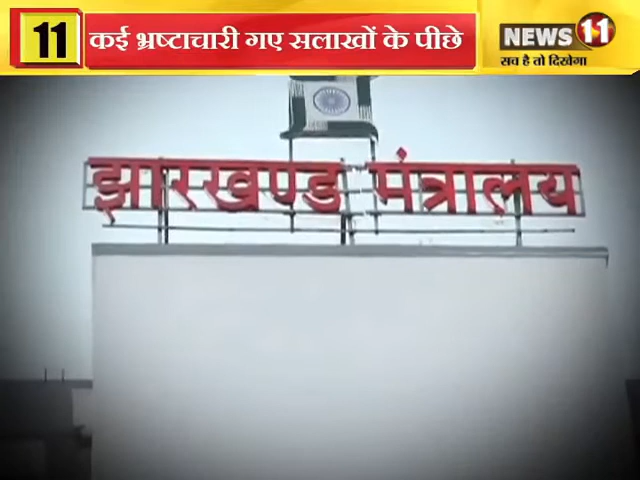 11
कई भ्रष्टाचारी गए सलाखों के पीछे
NEWS 11
सच है तो दिखेगा
झारखण्ड मंत्रालय